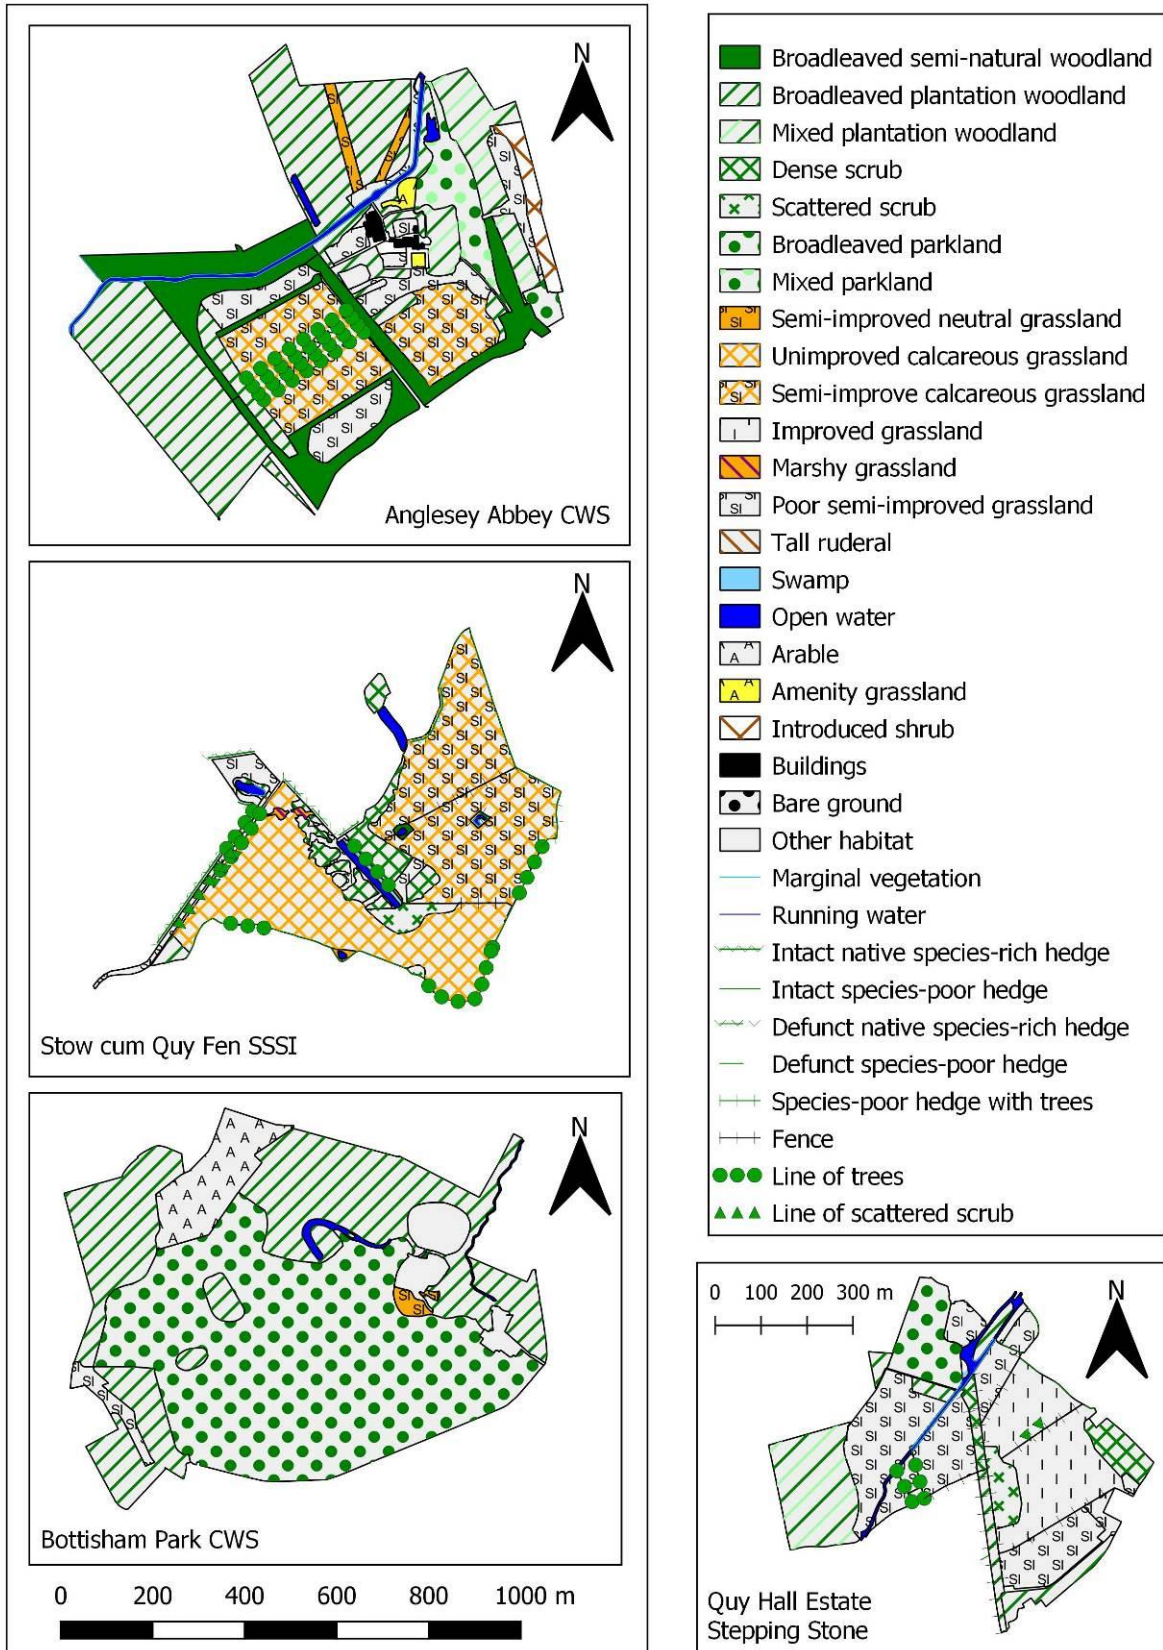 N
Anglesey Abbey CWS
N
Stow cum Quy Fen SSSI
N
Bottisham Park CWS
0 200 400 600 800 1000 m
Broadleaved semi-natural woodland
Broadleaved plantation woodland
Mixed plantation woodland
Dense scrub
Scattered scrub
Broadleaved parkland
Mixed parkland
SI Semi-improved neutral grassland
Unimproved calcareous grassland
SI Semi-improve calcareous grassland
I Improved grassland
Marshy grassland
SI Poor semi-improved grassland
Tall ruderal
Swamp
Open water
A Arable
A Amenity grassland
Introduced shrub
Buildings
Bare ground
Other habitat
Marginal vegetation
Running water
Intact native species-rich hedge
Intact species-poor hedge
Defunct native species-rich hedge
Defunct species-poor hedge
Species-poor hedge with trees
Fence
Line of trees
Line of scattered scrub
0 100 200 300 m
N
Quy Hall Estate
Stepping Stone